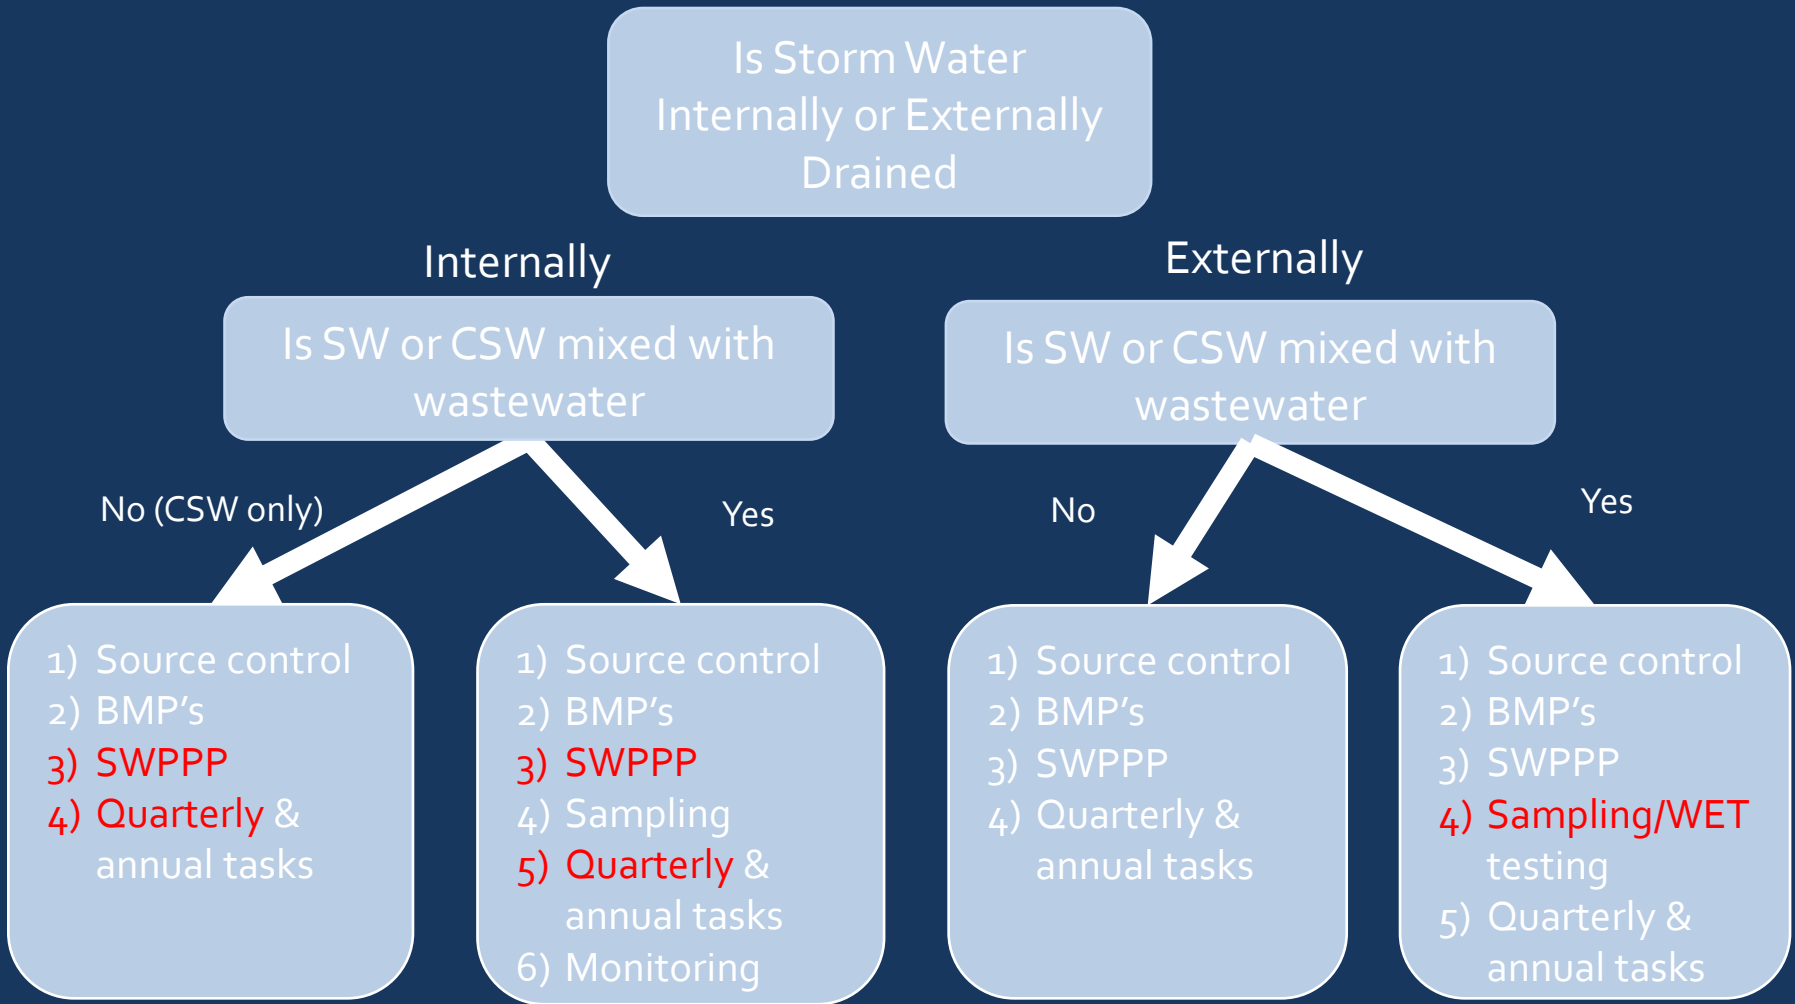 Is Storm Water
Internally or Externally
Drained
Internally
Externally
Is SW or CSW mixed with
wastewater
Is SW or CSW mixed with
wastewater
No (CSW only)
Yes
No
Yes
1) Source control
2) BMP's
3) SWPPP
4) Quarterly &
annual tasks
1) Source control
2) BMP's
3) SWPPP
4) Sampling
5) Quarterly &
annual tasks
6) Monitoring
1) Source control
2) BMP's
3) SWPPP
4) Quarterly &
annual tasks
1) Source control
2) BMP's
3) SWPPP
4) Sampling/WET
testing
5) Quarterly &
annual tasks